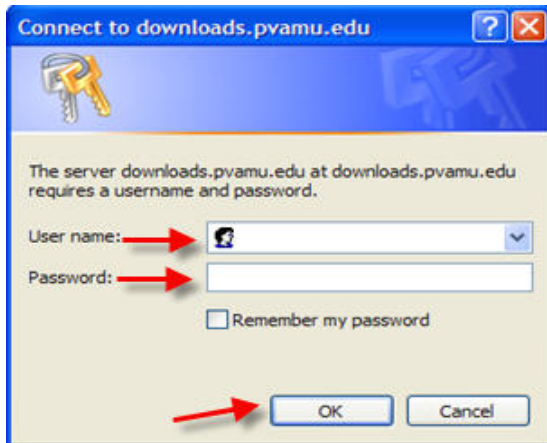 Connect to downloads.pvamu.edu
?
The server downloads.pvamu.edu at downloads.pvamu.edu
requires a username and password.
User name:
Password:
Remember my password
OK Cancel